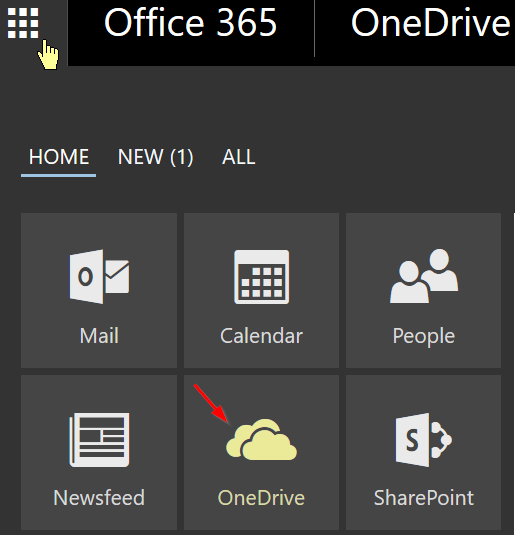 Office 365 OneDrive
HOME NEW (1) ALL
Mail Calendar People
Newsfeed OneDrive SharePoint